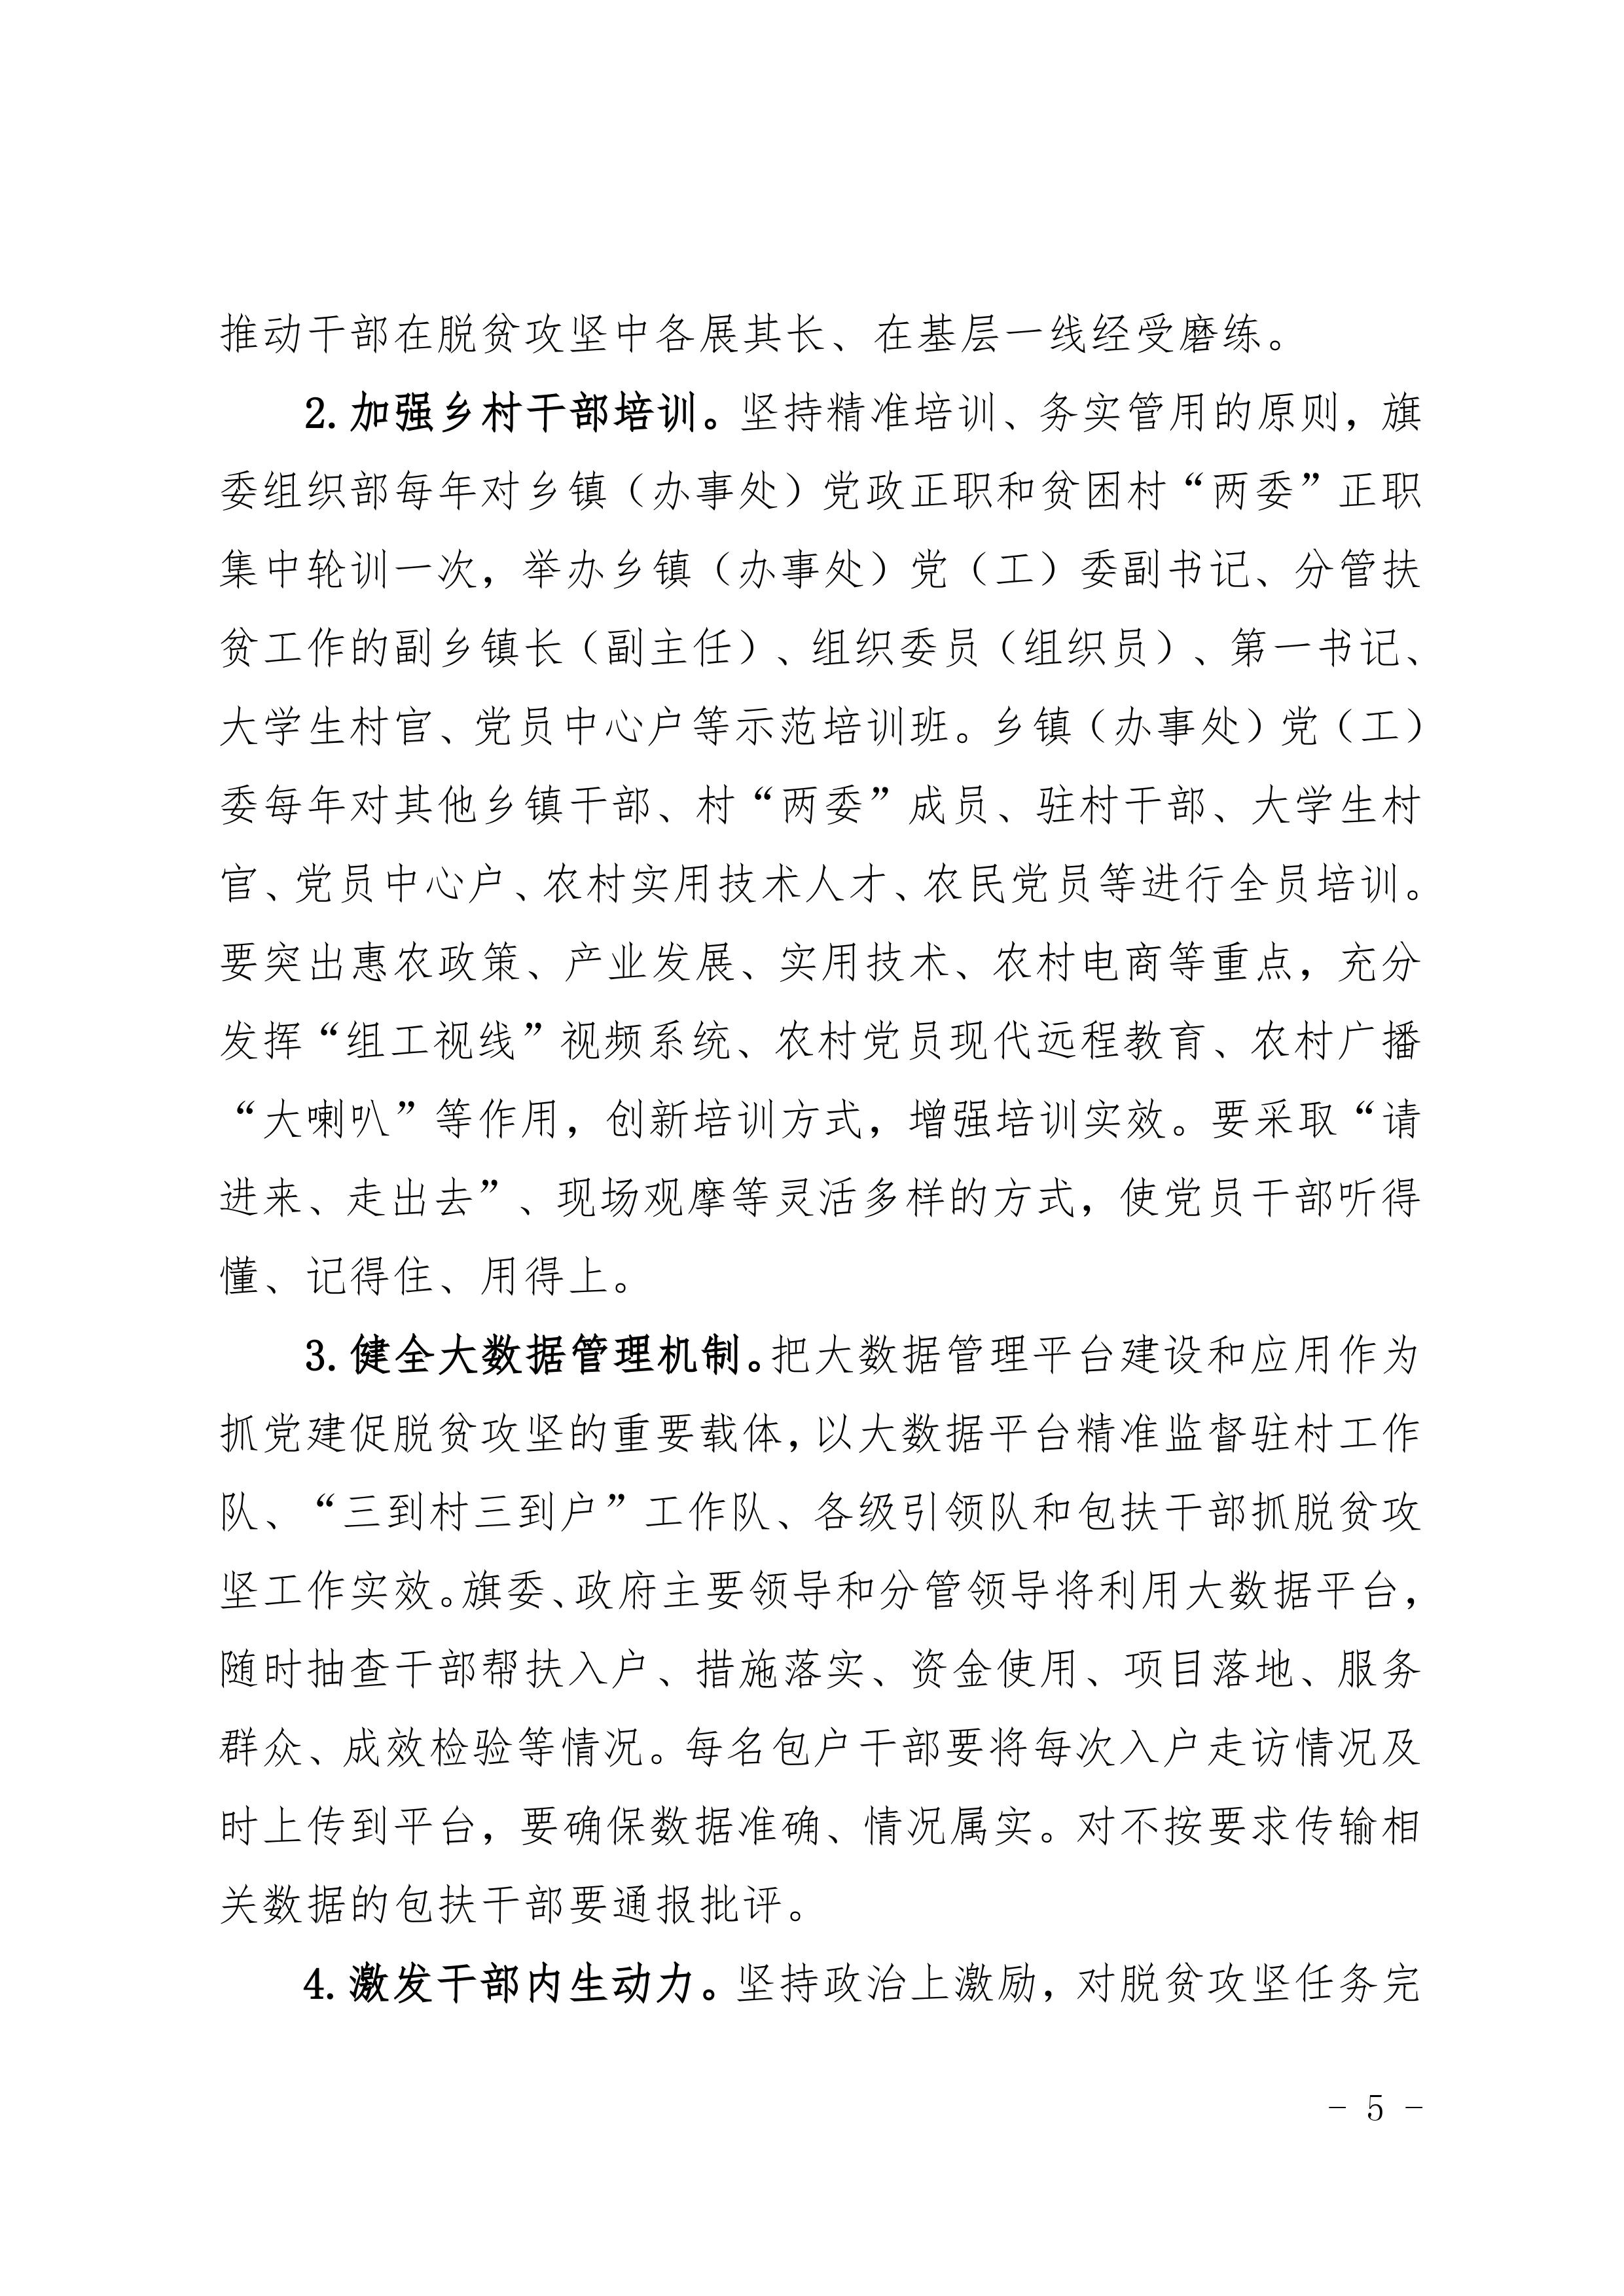 推动干部在脱贫攻坚中各展其长、在基层一线经受磨练。
2.加强乡村干部培训。坚持精准培训、务实管用的原则，旗
委组织部每年对乡镇（办事处）党政正职和贫困村“两委”正职
集中轮训一次，举办乡镇（办事处）党（工）委副书记、分管扶
贫工作的副乡镇长（副主任）、组织委员（组织员）、第一书记、
大学生村官、党员中心户等示范培训班。乡镇（办事处）党（工）
委每年对其他乡镇干部、村“两委”成员、驻村干部、大学生村
官、党员中心户、农村实用技术人才、农民党员等进行全员培训。
要突出惠农政策、产业发展、实用技术、农村电商等重点，充分
发挥“组工视线”视频系统、农村党员现代远程教育、农村广播
“大喇叭”等作用，创新培训方式，增强培训实效。要采取“请
进来、走出去”、现场观摩等灵活多样的方式，使党员干部听得
懂、记得住、用得上。
3.健全大数据管理机制。把大数据管理平台建设和应用作为
抓党建促脱贫攻坚的重要载体，以大数据平台精准监督驻村工作
队、“三到村三到户”工作队、各级引领队和包扶干部抓脱贫攻
坚工作实效。旗委、政府主要领导和分管领导将利用大数据平台，
随时抽查干部帮扶入户、措施落实、资金使用、项目落地、服务
群众、成效检验等情况。每名包户干部要将每次入户走访情况及
时上传到平台，要确保数据准确、情况属实。对不按要求传输相
关数据的包扶干部要通报批评。
4.激发干部内生动力。坚持政治上激励，对脱贫攻坚任务完
- 5 -